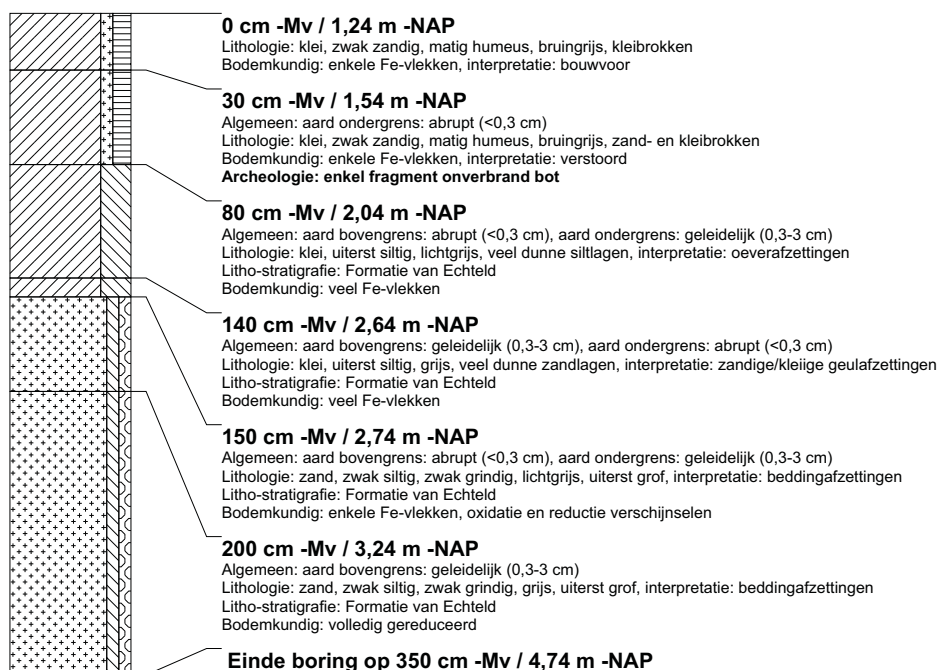 0 cm -Mv / 1,24 m -NAP
Lithologie: klei, zwak zandig, matig humeus, bruingrijs, kleibrokken
Bodemkundig: enkele Fe-vlekken, interpretatie: bouwvoor
30 cm -Mv / 1,54 m -NAP
Algemeen: aard ondergrens: abrupt (<0,3 cm)
Lithologie: klei, zwak zandig, matig humeus, bruingrijs, zand- en kleibrokken
Bodemkundig: enkele Fe-vlekken, interpretatie: verstoord
Archeologie: enkel fragment onverbrand bot
80 cm -Mv / 2,04 m -NAP
Algemeen: aard bovengrens: abrupt (<0,3 cm), aard ondergrens: geleidelijk (0,3-3 cm)
Lithologie: klei, uiterst siltig, lichtgrijs, veel dunne siltlagen, interpretatie: oeverafzettingen
Litho-stratigrafie: Formatie van Echteld
Bodemkundig: veel Fe-vlekken
140 cm -Mv / 2,64 m -NAP
Algemeen: aard bovengrens: geleidelijk (0,3-3 cm), aard ondergrens: abrupt (<0,3 cm)
Lithologie: klei, uiterst siltig, grijs, veel dunne zandlagen, interpretatie: zandige/kleiige geulafzettingen
Litho-stratigrafie: Formatie van Echteld
Bodemkundig: veel Fe-vlekken
150 cm -Mv / 2,74 m -NAP
Algemeen: aard bovengrens: abrupt (<0,3 cm), aard ondergrens: geleidelijk (0,3-3 cm)
Lithologie: zand, zwak siltig, zwak grindig, lichtgrijs, uiterst grof, interpretatie: beddingafzettingen
Litho-stratigrafie: Formatie van Echteld
Bodemkundig: enkele Fe-vlekken, oxidatie en reductie verschijnselen
200 cm -Mv / 3,24 m -NAP
Algemeen: aard bovengrens: geleidelijk (0,3-3 cm)
Lithologie: zand, zwak siltig, zwak grindig, grijs, uiterst grof, interpretatie: beddingafzettingen
Litho-stratigrafie: Formatie van Echteld
Bodemkundig: volledig gereduceerd
Einde boring op 350 cm -Mv / 4,74 m -NAP